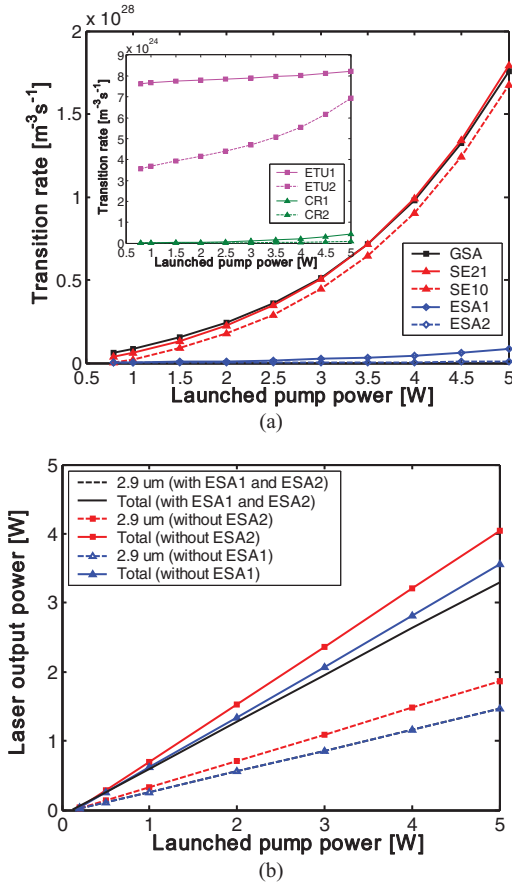 x 10^28
2
1.5
1
0.5
0
Transition rate [m^-3s^-1]
x 10^24
9
8
7
6
5
4
3
2
1
0
Transition rate [m^-3s^-1]
ETU1
ETU2
CR1
CR2
0.5 1 1.5 2 2.5 3 3.5 4 4.5 5
Launched pump power [W]
GSA
SE21
SE10
ESA1
ESA2
0.5 1 1.5 2 2.5 3 3.5 4 4.5 5
Launched pump power [W]
(a)
5
4
3
2
1
0
Laser output power [W]
2.9 um (with ESA1 and ESA2)
Total (with ESA1 and ESA2)
2.9 um (without ESA2)
Total (without ESA2)
2.9 um (without ESA1)
Total (without ESA1)
0 1 2 3 4 5
Launched pump power [W]
(b)